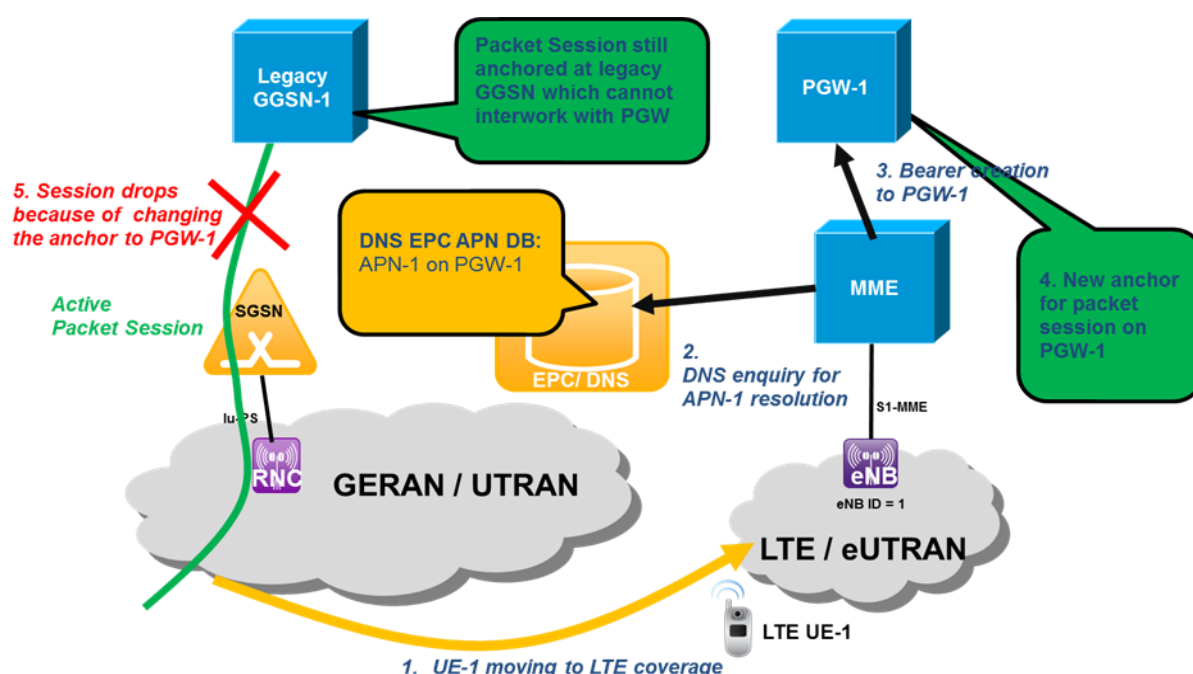 Legacy
GGSN-1
Packet Session still
anchored at legacy
GGSN which cannot
interwork with PGW
PGW-1
5. Session drops
because of changing
the anchor to PGW-1
3. Bearer creation
to PGW-1
DNS EPC APN DB:
APN-1 on PGW-1
MME
4. New anchor
for packet
session on
PGW-1
Active
Packet Session
SGSN
EPC/ DNS
2.
DNS enquiry for
APN-1 resolution
S1-MME
Iu-PS
RNC
GERAN / UTRAN
eNB
eNB ID = 1
LTE / eUTRAN
LTE UE-1
1. UE-1 moving to LTE coverage